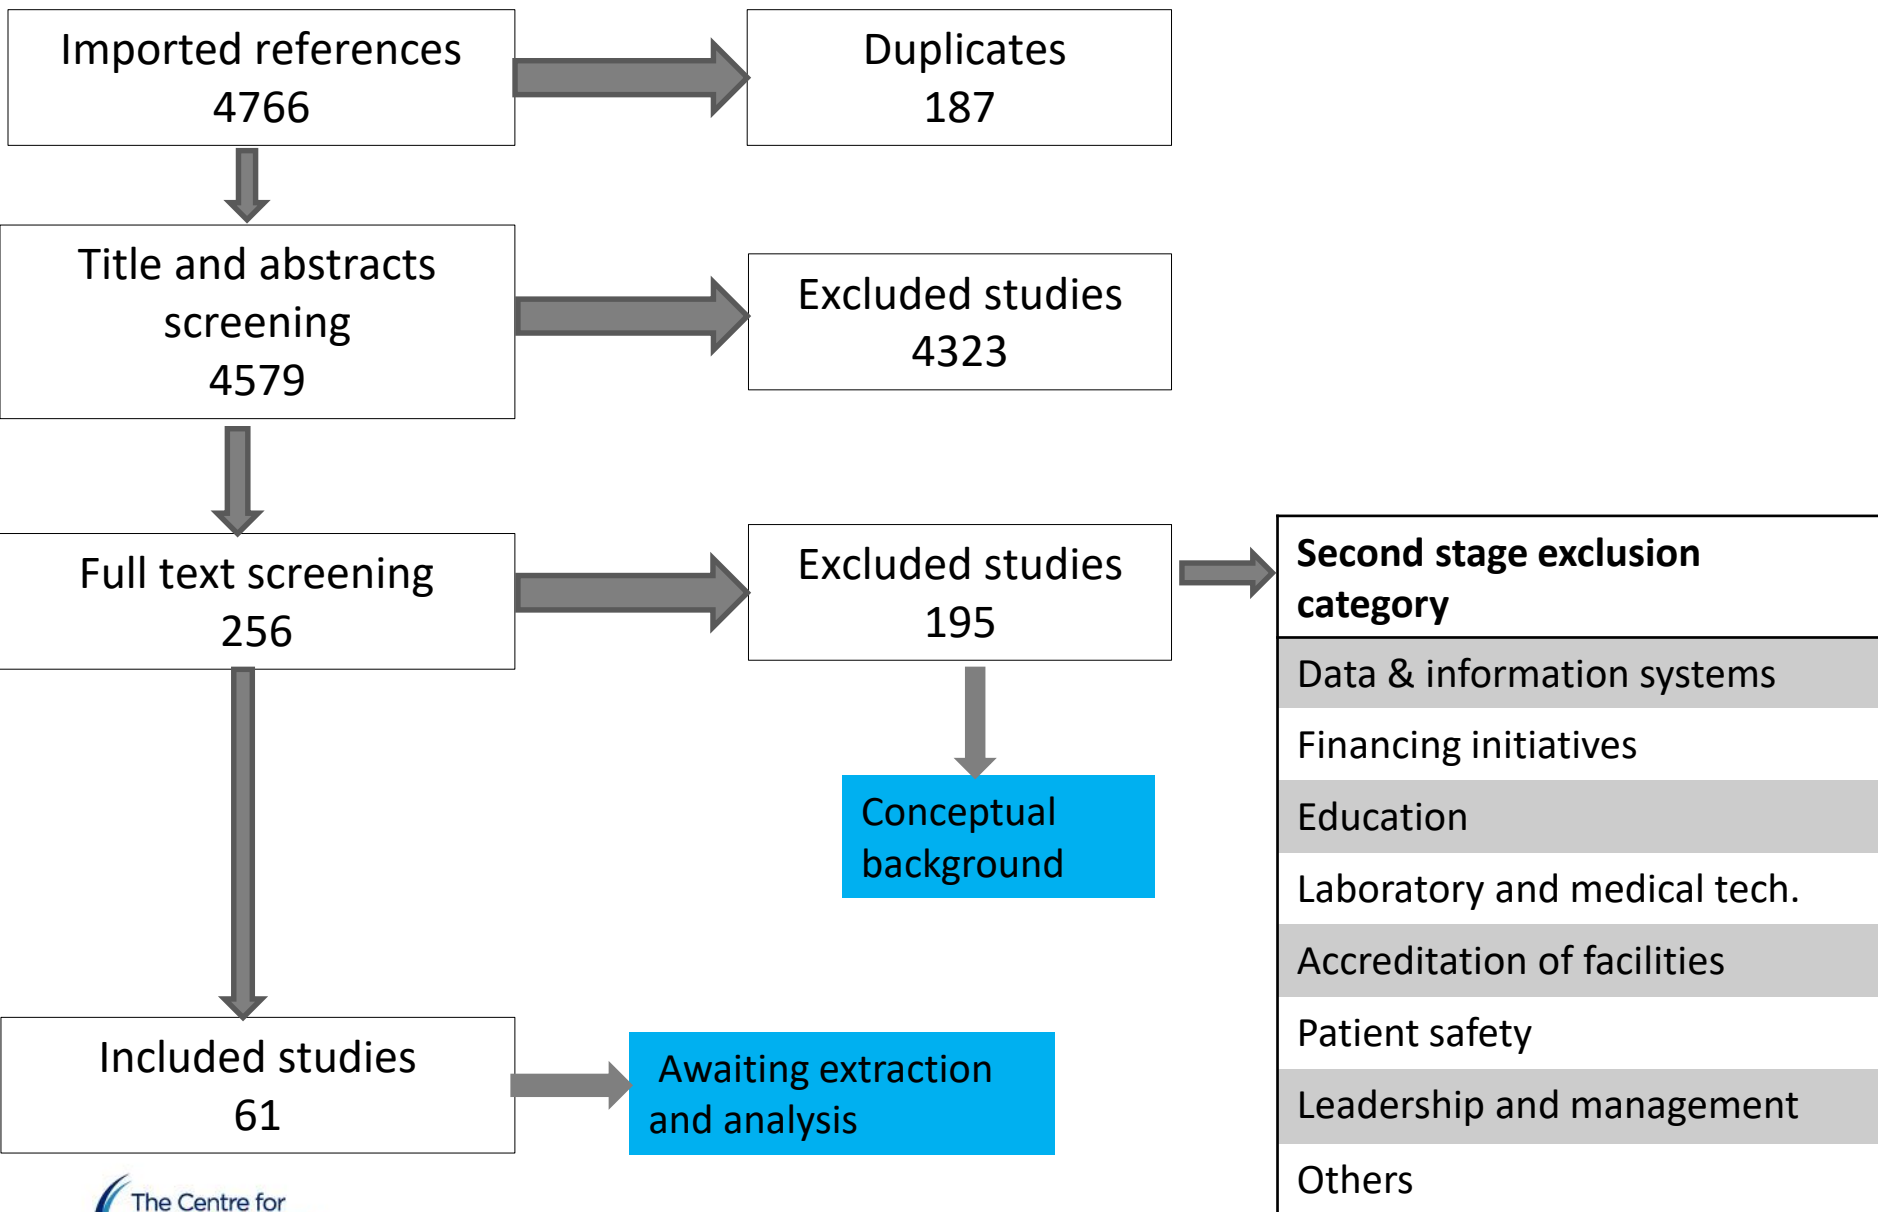 Imported references
4766
Duplicates
187
Title and abstracts
screening
4579
Excluded studies
4323
Full text screening
256
Excluded studies
195
Second stage exclusion
category
Data & information systems
Financing initiatives
Education
Laboratory and medical tech.
Accreditation of facilities
Patient safety
Leadership and management
Others
Conceptual
background
Included studies
61
Awaiting extraction
and analysis
The Centre for